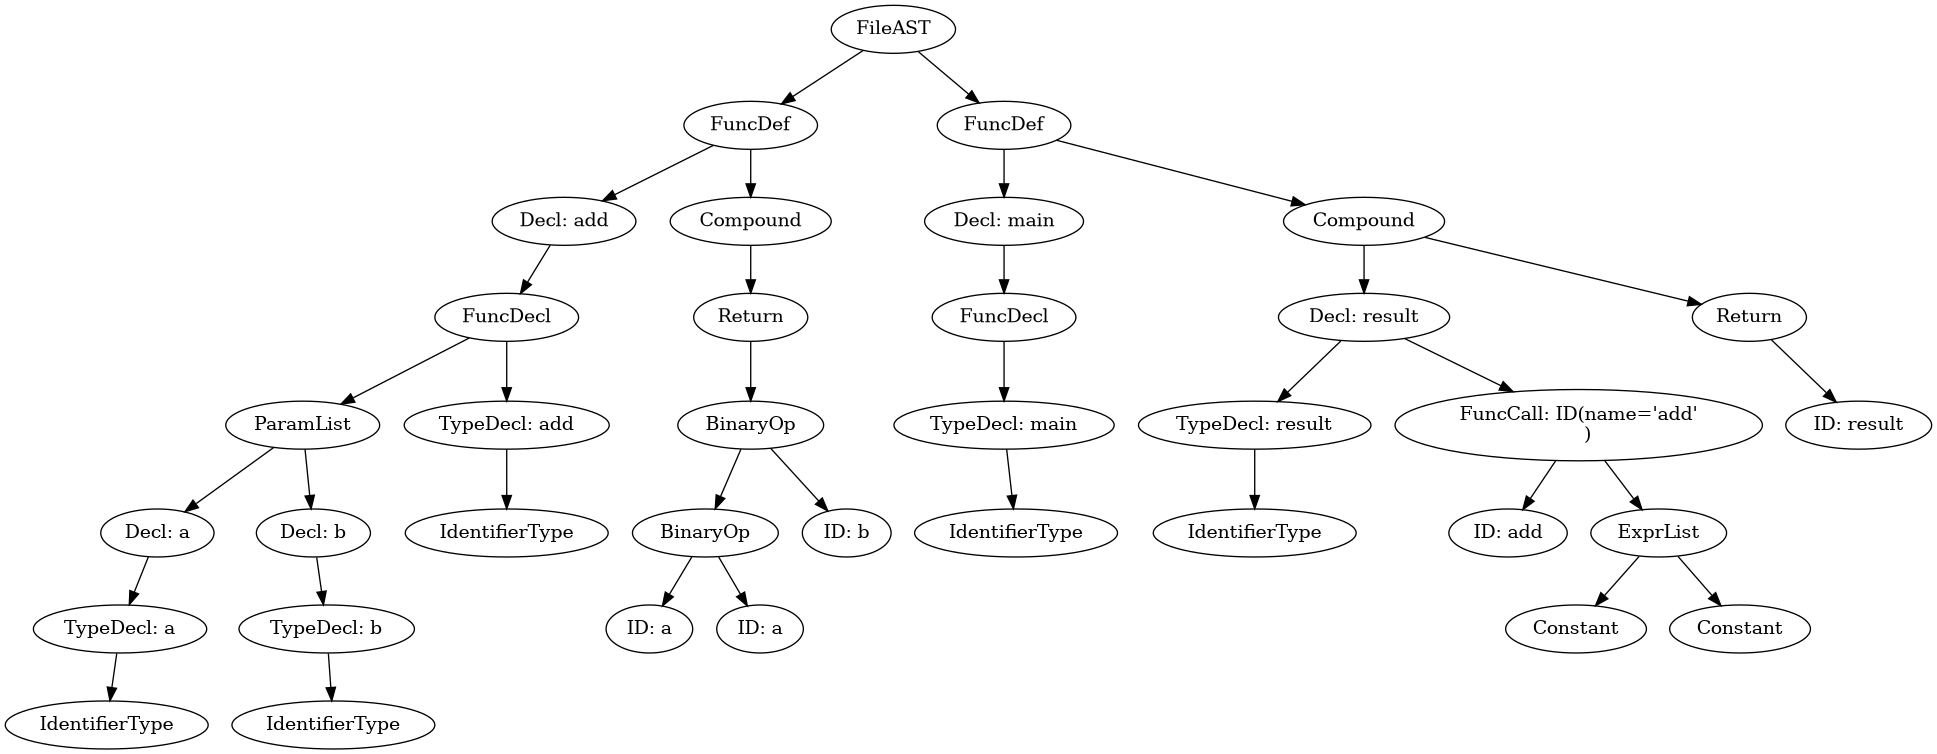 FileAST
FuncDef
FuncDef
Decl: add
Compound
Decl: main
Compound
FuncDecl
Return
FuncDecl
Decl: result
Return
ParamList
TypeDecl: add
BinaryOp
TypeDecl: main
TypeDecl: result
FuncCall: ID(name='add'
)
ID: result
Decl: a
Decl: b
IdentifierType
BinaryOp
ID: b
IdentifierType
IdentifierType
ID: add
ExprList
TypeDecl: a
TypeDecl: b
ID: a
ID: a
Constant
Constant
IdentifierType
IdentifierType